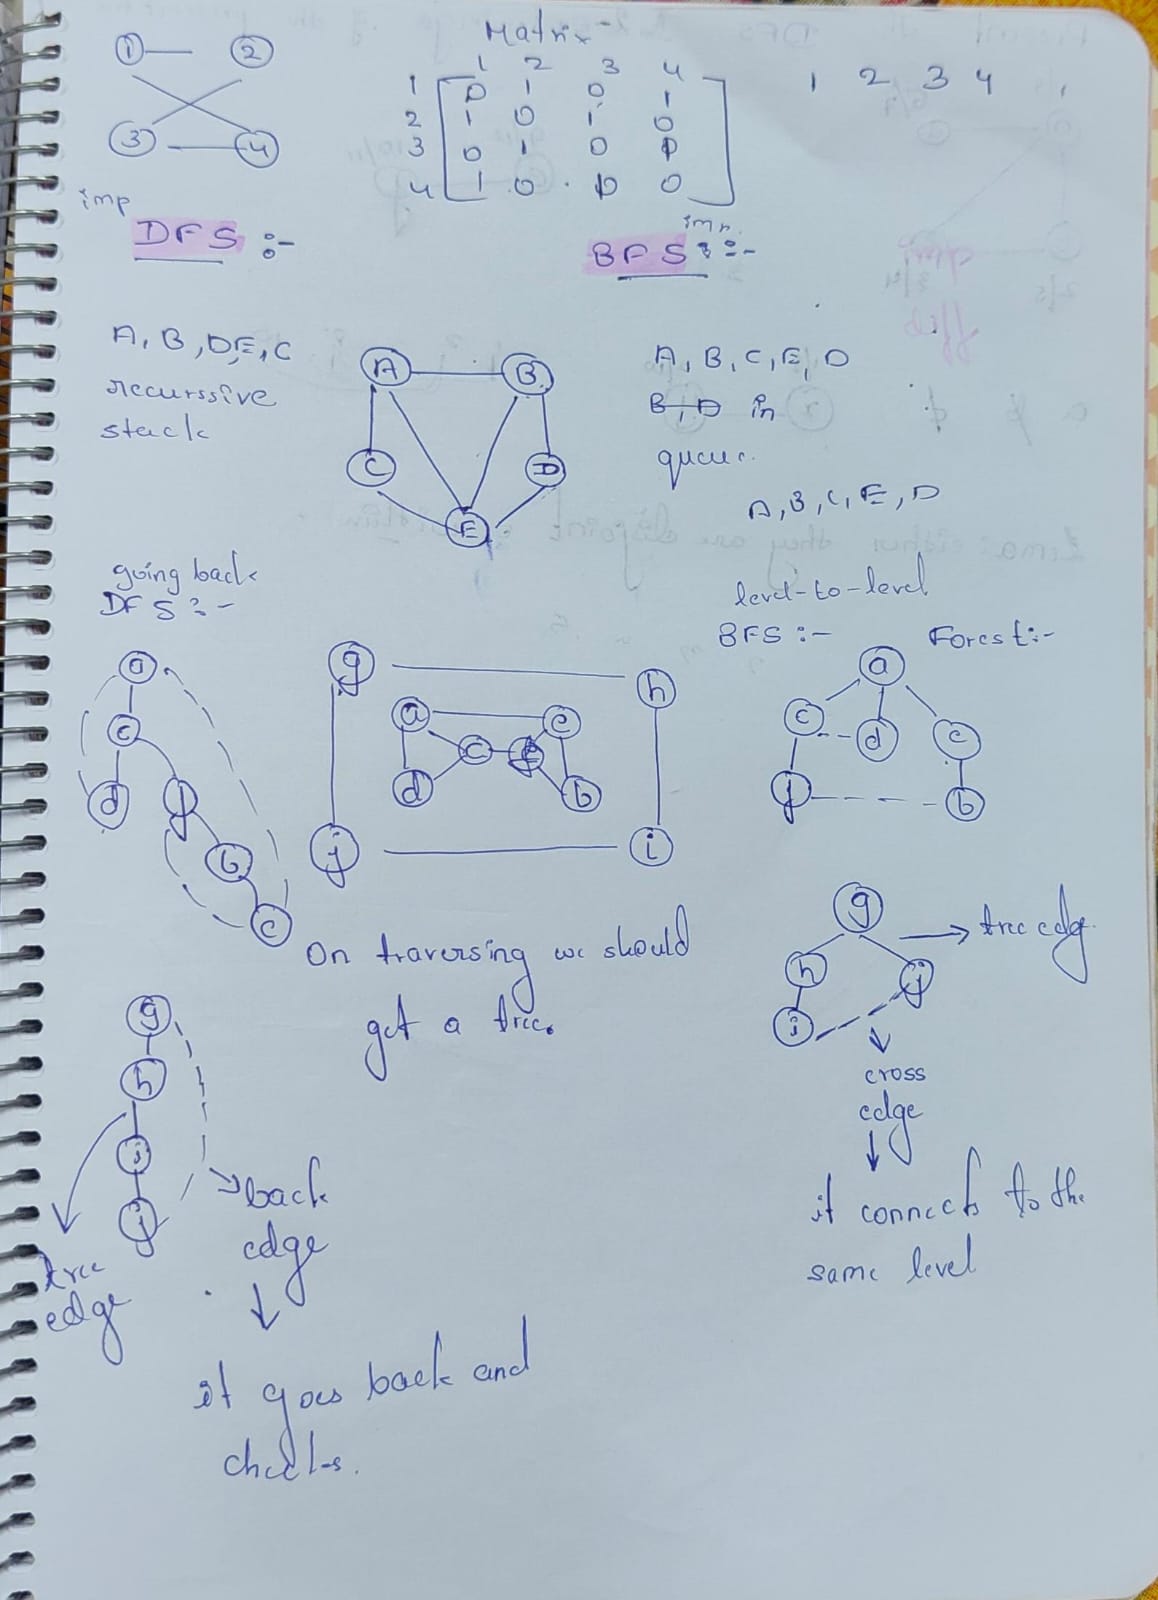 Matrix-
1 2
3 4
1 2 3 4
1 0 1 0 1
2 1 0 1 0
3 0 1 0
4 1 0 0
1 2 3 4
imp
DFS :-
imp.
BFS :-
A, B, D, E, C
recurssive
stack
A B
C D
E
A, B, C, E, D
B, D in
queue.
A, B, C, E, D
going back
DFS :-
level-to-level
BFS :- Forest :-
a
c
d f
b
e
g h
a e
c f
d b
j i
a
c d e
f b
On traversing we should
get a tree.
g
h j
i
tree edge.
cross
edge
it connects to the
same level
g
h
i
j
tree
edge
back
edge
it goes back and
checks.